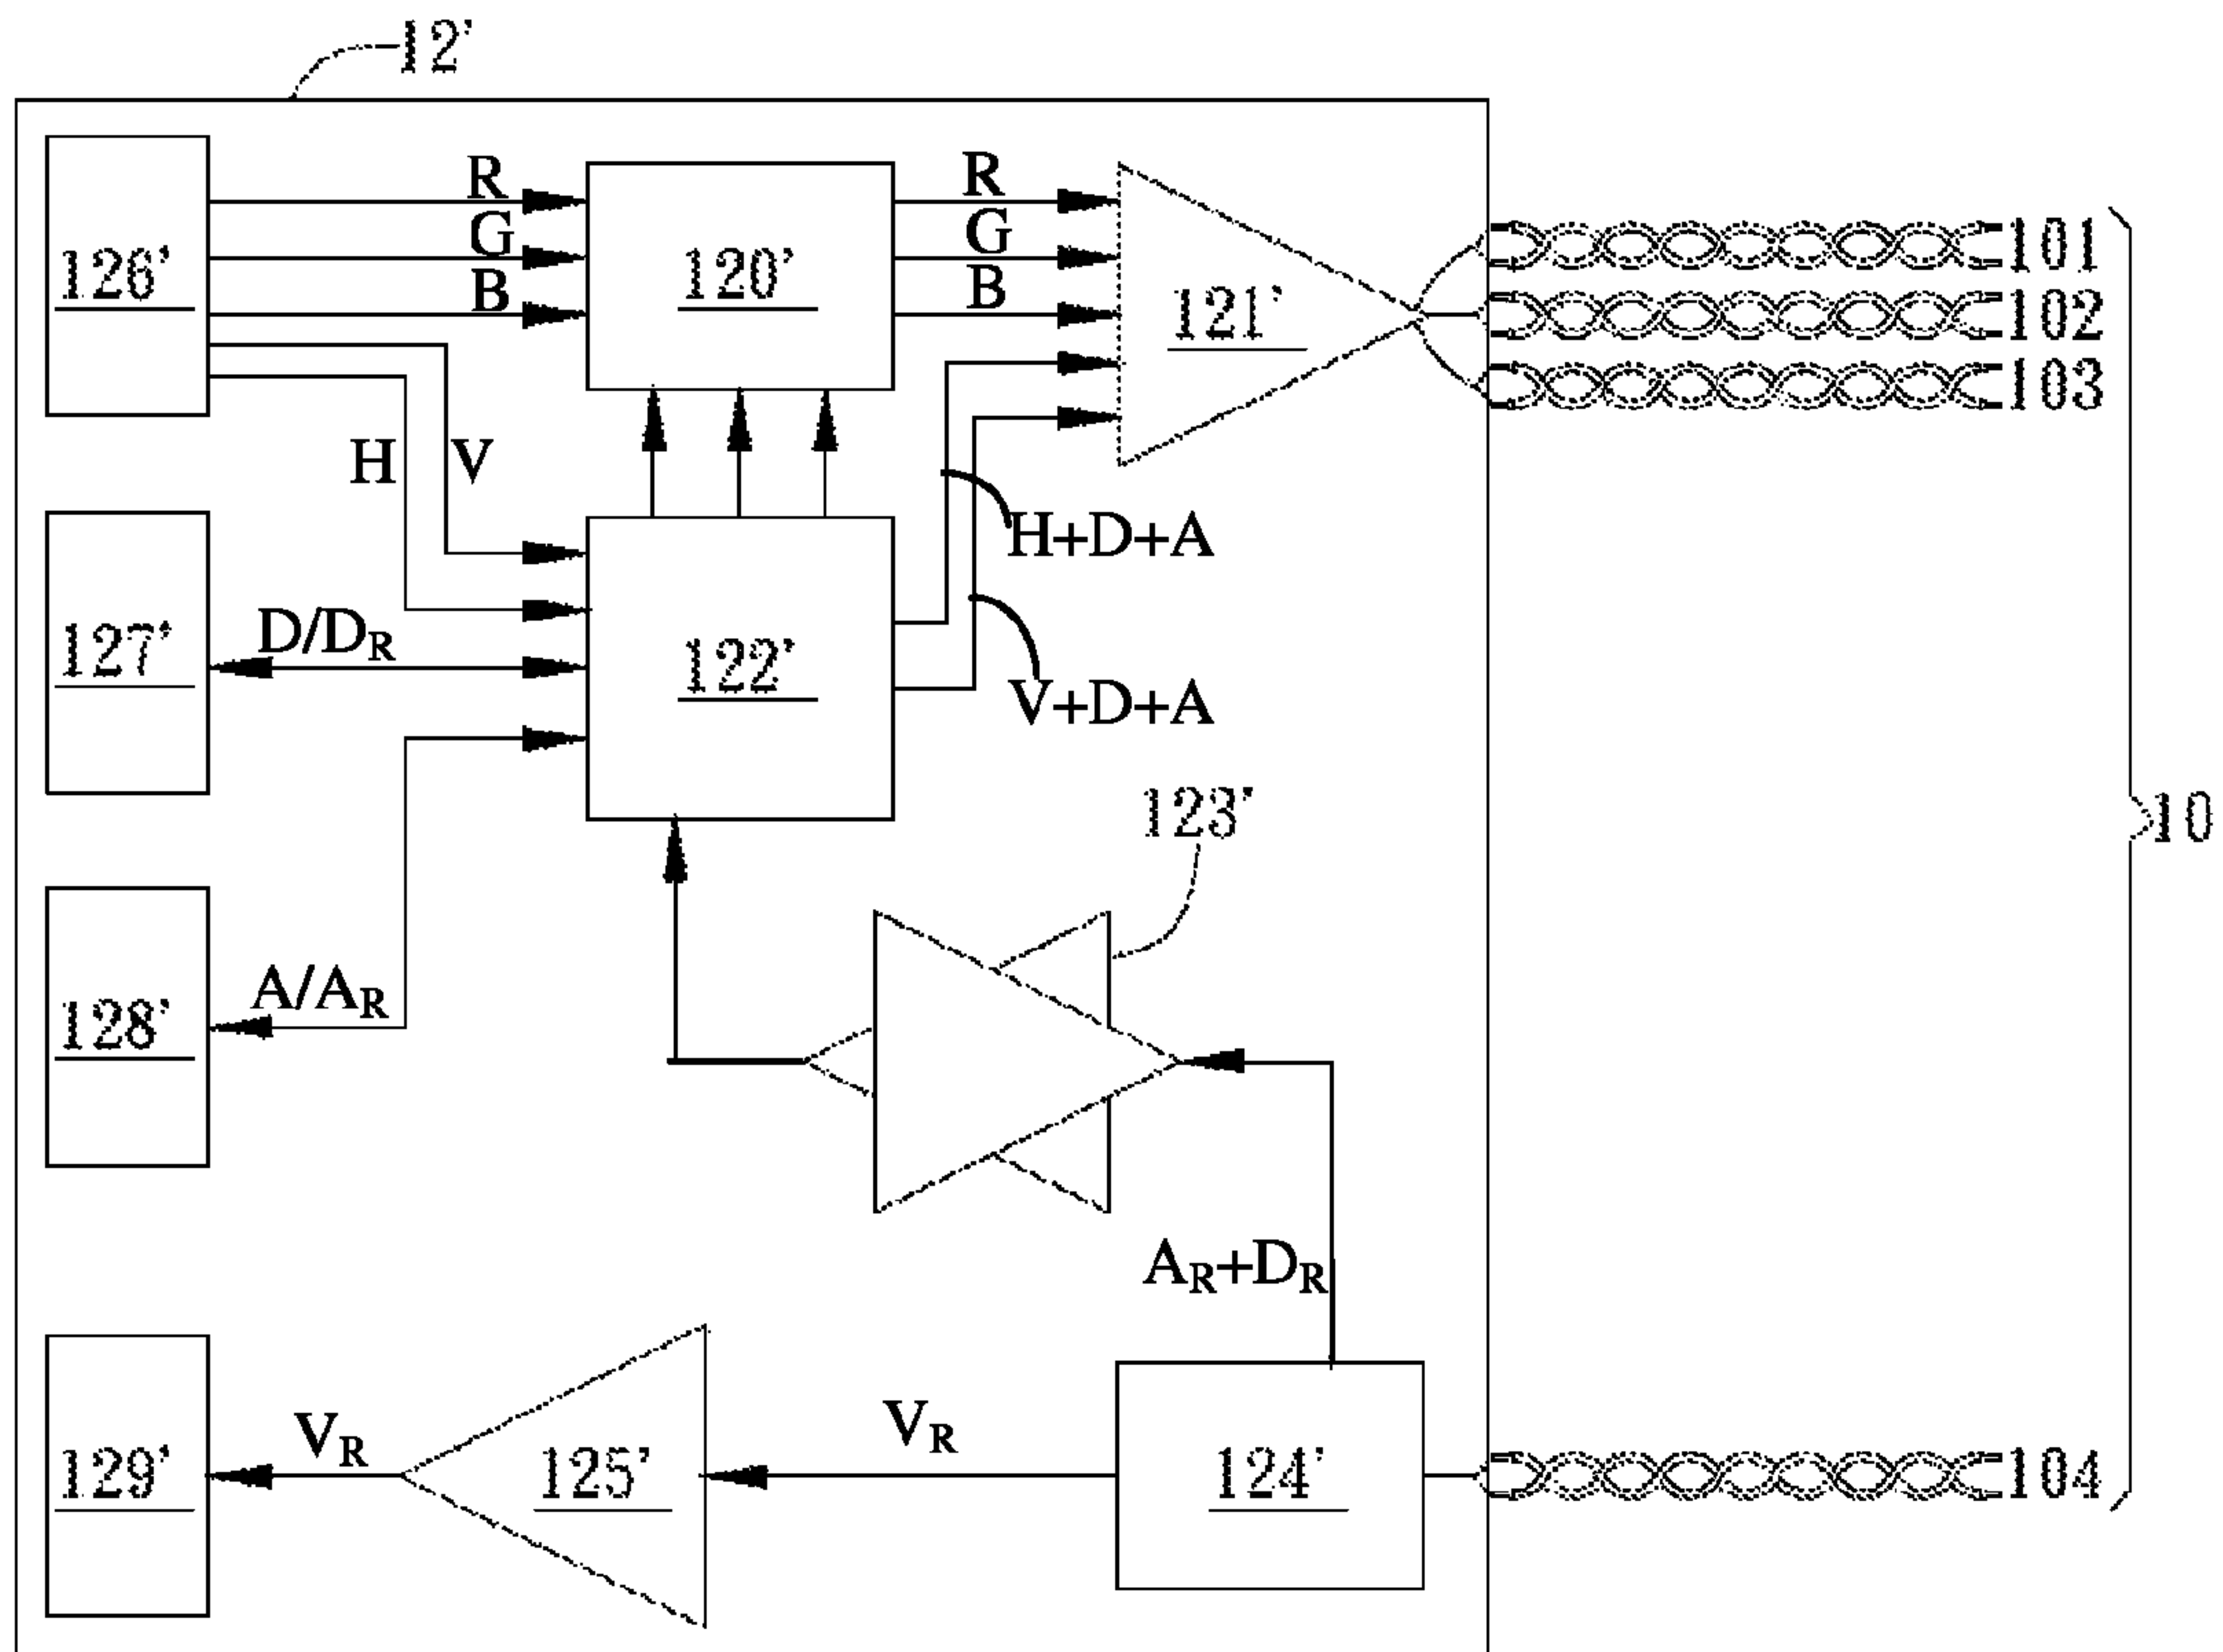 12'
126'
R
G
B
120'
R
G
B
121'
101
102
103
H
V
H+D+A
127'
D/DR
122'
V+D+A
123'
10
128'
A/AR
AR+DR
129'
VR
125'
VR
124'
104